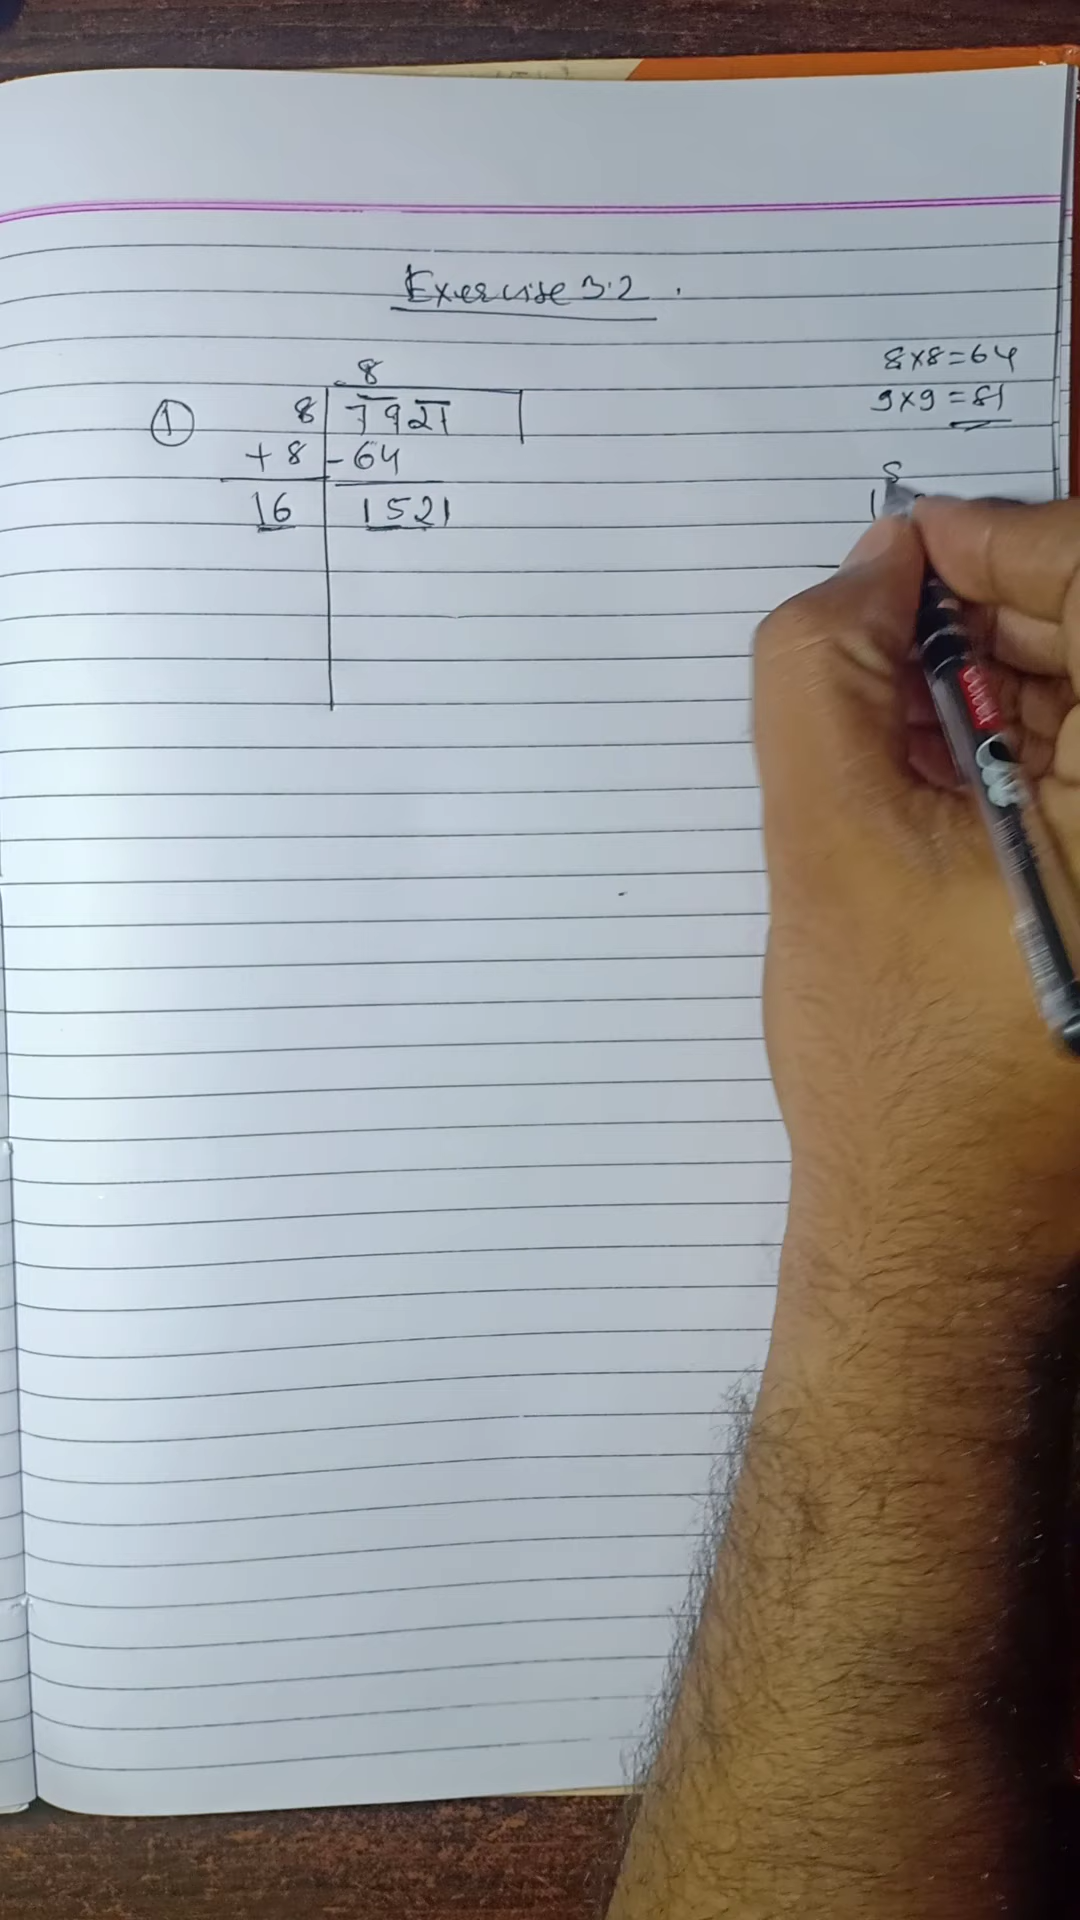 Exercise 3.2 .
8
① 8 7921
+ 8 - 64
16 1521
8×8=64
9×9=81